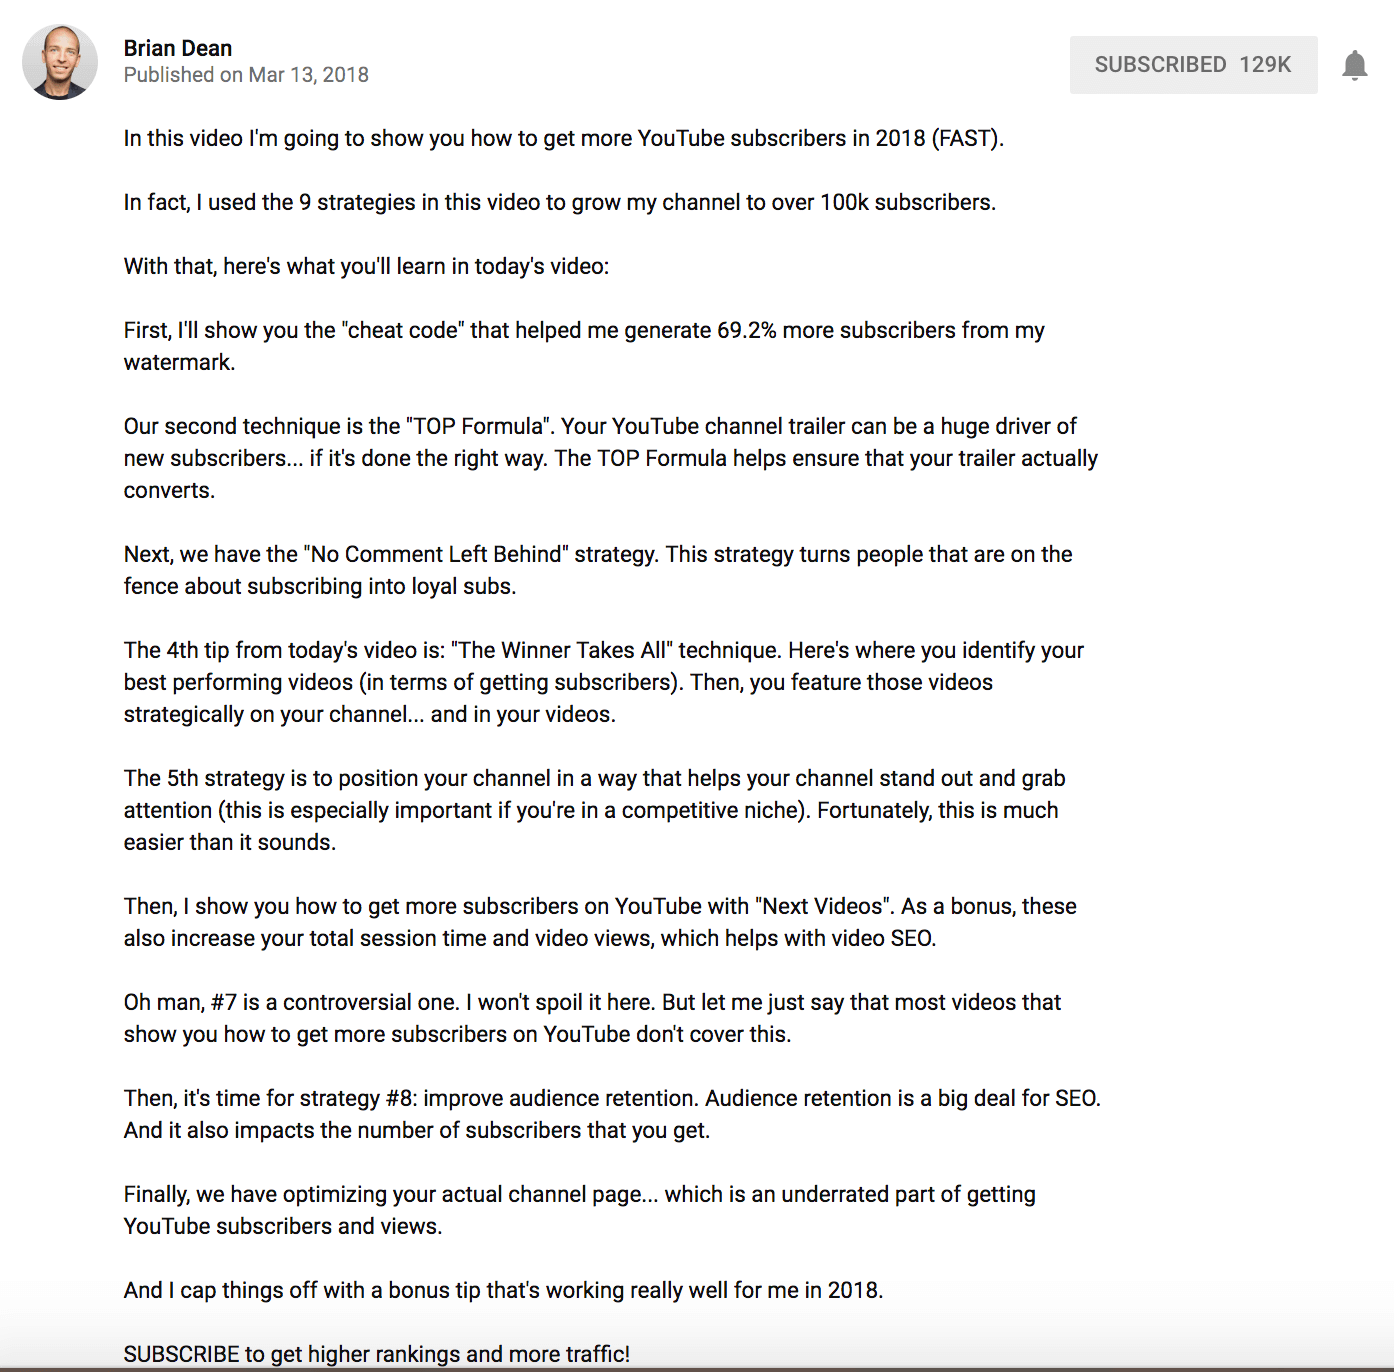 Brian Dean
Published on Mar 13, 2018
SUBSCRIBED 129K
In this video I'm going to show you how to get more YouTube subscribers in 2018 (FAST).
In fact, I used the 9 strategies in this video to grow my channel to over 100k subscribers.
With that, here's what you'll learn in today's video:
First, I'll show you the "cheat code" that helped me generate 69.2% more subscribers from my
watermark.
Our second technique is the "TOP Formula". Your YouTube channel trailer can be a huge driver of
new subscribers... if it's done the right way. The TOP Formula helps ensure that your trailer actually
converts.
Next, we have the "No Comment Left Behind" strategy. This strategy turns people that are on the
fence about subscribing into loyal subs.
The 4th tip from today's video is: "The Winner Takes All" technique. Here's where you identify your
best performing videos (in terms of getting subscribers). Then, you feature those videos
strategically on your channel... and in your videos.
The 5th strategy is to position your channel in a way that helps your channel stand out and grab
attention (this is especially important if you're in a competitive niche). Fortunately, this is much
easier than it sounds.
Then, I show you how to get more subscribers on YouTube with "Next Videos". As a bonus, these
also increase your total session time and video views, which helps with video SEO.
Oh man, #7 is a controversial one. I won't spoil it here. But let me just say that most videos that
show you how to get more subscribers on YouTube don't cover this.
Then, it's time for strategy #8: improve audience retention. Audience retention is a big deal for SEO.
And it also impacts the number of subscribers that you get.
Finally, we have optimizing your actual channel page... which is an underrated part of getting
YouTube subscribers and views.
And I cap things off with a bonus tip that's working really well for me in 2018.
SUBSCRIBE to get higher rankings and more traffic!